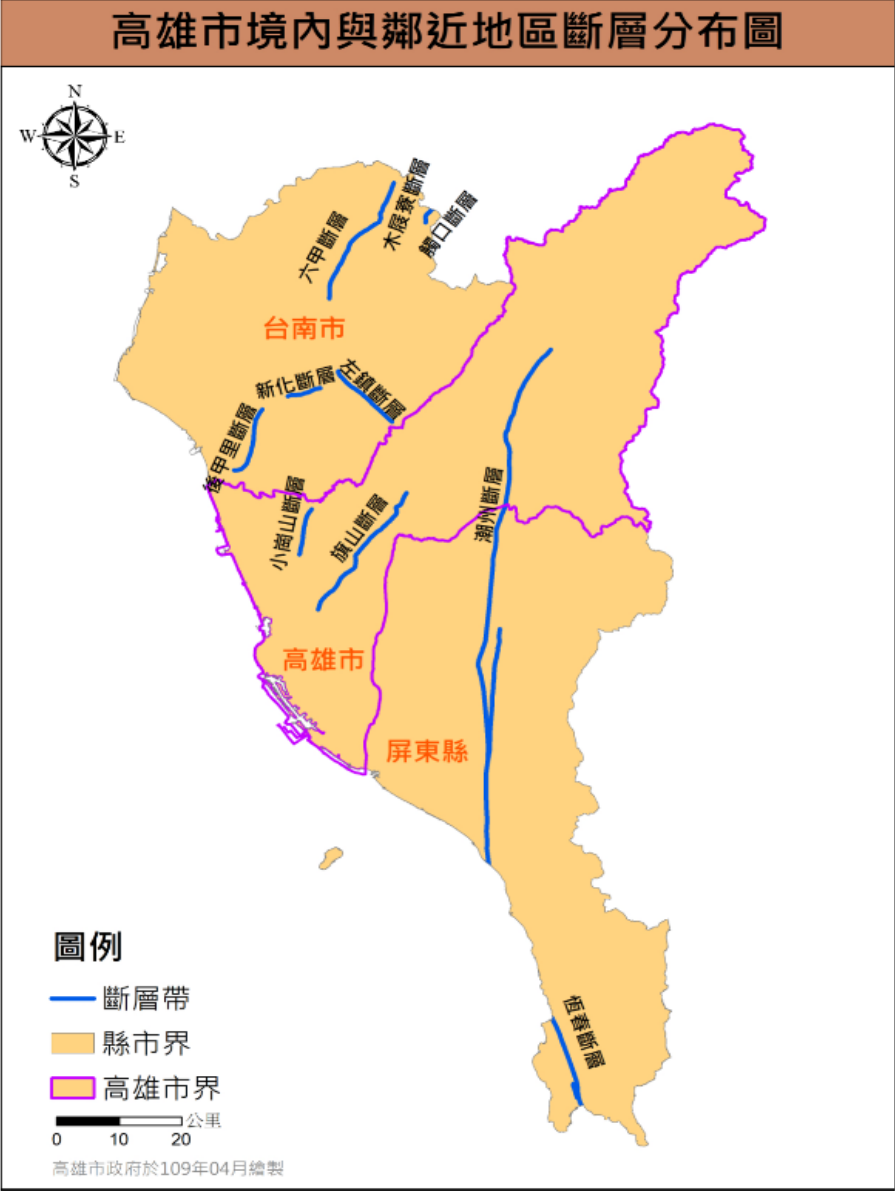 高雄市境內與鄰近地區斷層分布圖
N
W
E
S
木屐寮斷層
觸口斷層
六甲斷層
台南市
新化斷層
左鎮斷層
後甲里斷層
小崗山斷層
旗山斷層
潮州斷層
高雄市
屏東縣
恆春斷層
圖例
斷層帶
縣市界
高雄市界
公里
0 10 20
高雄市政府於109年04月繪製